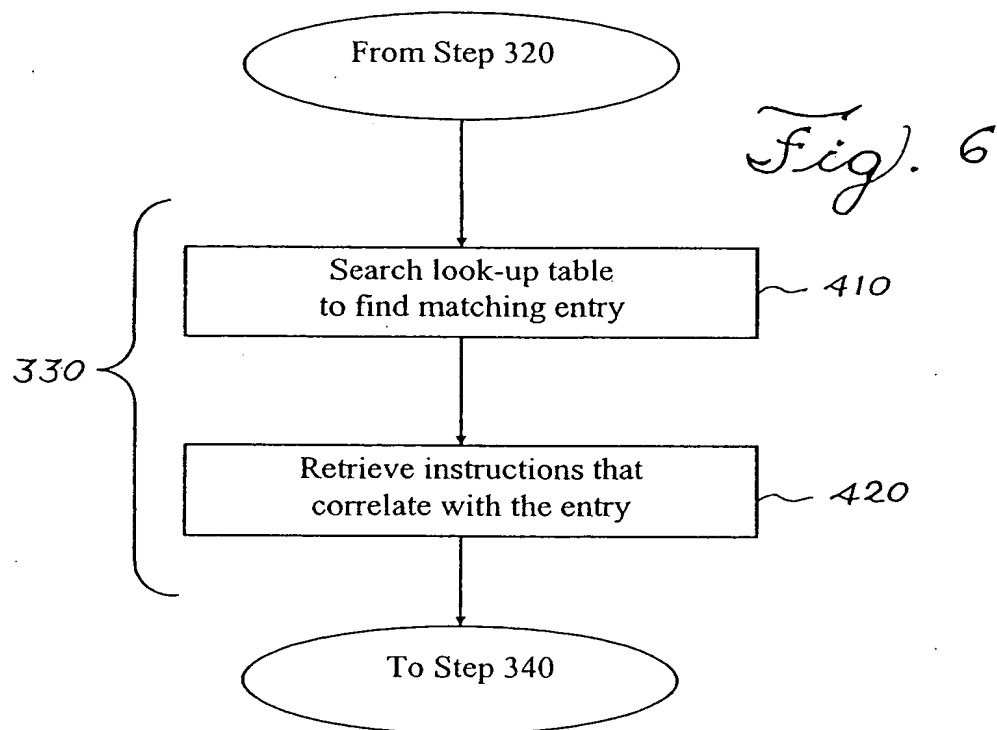 From Step 320
Fig. 6
Search look-up table
to find matching entry
410
330
Retrieve instructions that
correlate with the entry
420
To Step 340